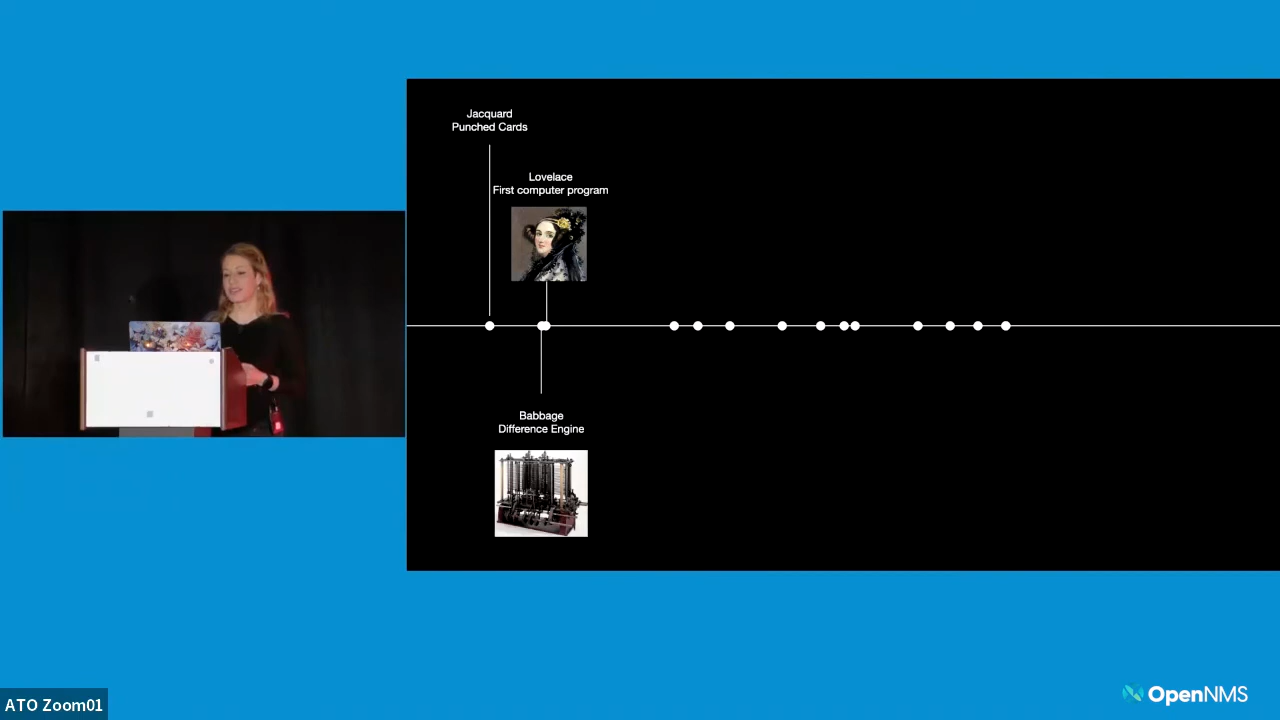 Jacquard
Punched Cards
Lovelace
First computer program
Babbage
Difference Engine
ATO Zoom01
OpenNMS